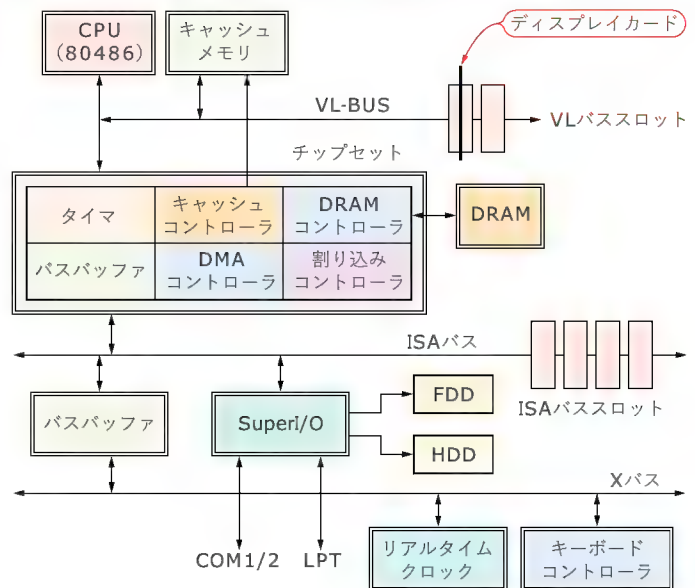 ディスプレイカード
CPU
(80486)
キャッシュ
メモリ
VL-BUS
VLバススロット
チップセット
タイマ
キャッシュ
コントローラ
DRAM
コントローラ
DRAM
バスバッファ
DMA
コントローラ
割り込み
コントローラ
ISAバス
ISAバススロット
バスバッファ
SuperI/O
FDD
HDD
Xバス
COM1/2
LPT
リアルタイム
クロック
キーボード
コントローラ